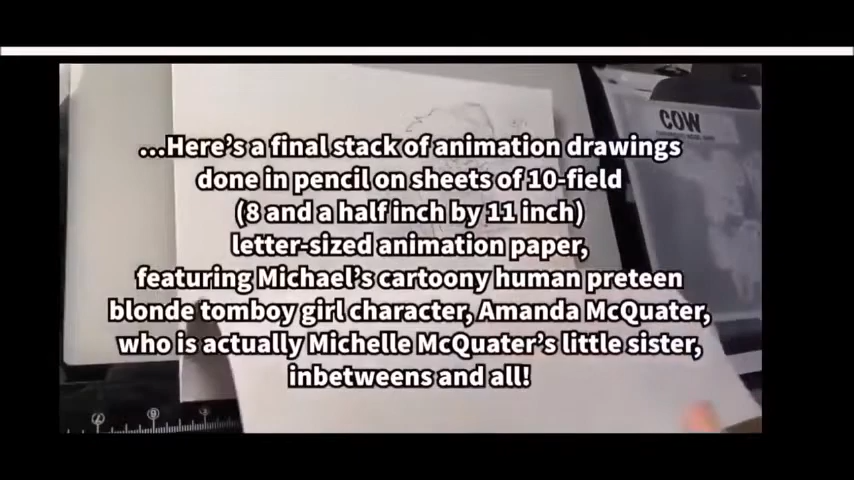 ...Here's a final stack of animation drawings
done in pencil on sheets of 10-field
(8 and a half inch by 11 inch)
letter-sized animation paper,
featuring Michael's cartoony human preteen
blonde tomboy girl character, Amanda McQuater,
who is actually Michelle McQuater's little sister,
inbetweens and all!
COW